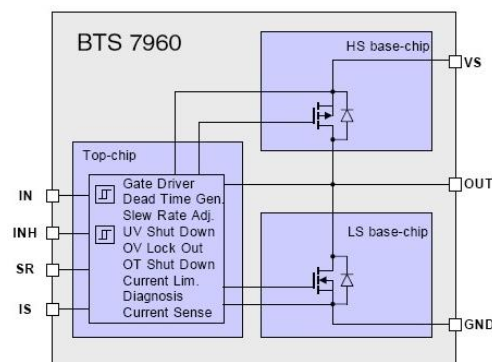 BTS 7960
HS base-chip
VS
Top-chip
IN
INH
SR
IS
Gate Driver
Dead Time Gen.
Slew Rate Adj.
UV Shut Down
OV Lock Out
OT Shut Down
Current Lim.
Diagnosis
Current Sense
OUT
LS base-chip
GND